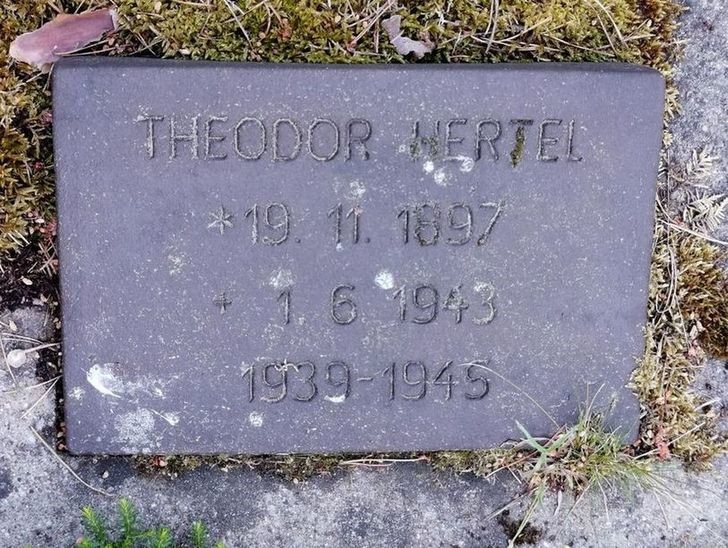 THEODOR HERTEL
* 19. 11. 1897
+ 1 6 1943
1939-1945